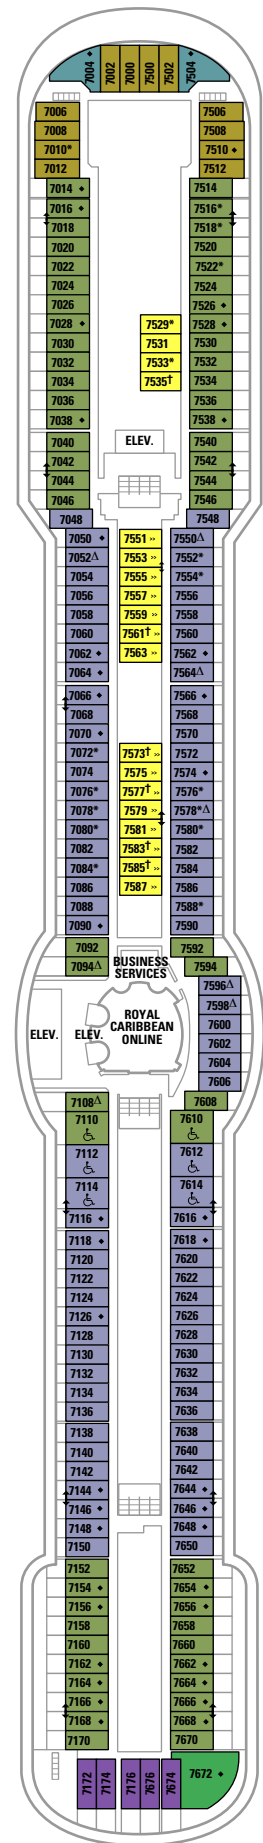 7004 ◆ 7002 7000 7500 7502 7504 ◆
7006 7506
7008 7508
7010* 7510 ◆
7012 7512
7014 ◆ 7514
7016 ◆ 7516*
7018 7518*
7020 7520
7022 7522*
7024 7524
7026 7526 ◆
7028 ◆ 7529* 7528 ◆
7030 7531 7530
7032 7533* 7532
7034 7535† 7534
7036 7536
7038 ◆ 7538 ◆
7040 ELEV. 7540
7042 7542
7044 7544
7046 7546
7048 7548
7050 ◆ 7551 » 7550Δ
7052Δ 7553 » 7552*
7054 7555 » 7554*
7056 7557 » 7556
7058 7559 » 7558
7060 7561† » 7560
7062 ◆ 7563 » 7562 ◆
7064 ◆ 7564Δ
7066 ◆ 7566 ◆
7068 7568
7070 ◆ 7570
7072* 7573† » 7572
7074 7575 » 7574 ◆
7076* 7577† » 7576*
7078* 7579 » 7578*Δ
7080* 7581 » 7580*
7082 7583† » 7582
7084* 7585† » 7584
7086 7587 » 7586
7088 7588*
7090 ◆ 7590
7092 7592
7094Δ BUSINESS SERVICES 7594
7596Δ
7598Δ
ELEV. ELEV. ROYAL CARIBBEAN ONLINE 7600
7602
7604
7606
7108Δ 7608
7110 ♿ 7610 ♿
7112 ♿ 7612 ♿
7114 ♿ 7614 ♿
7116 ◆ 7616 ◆
7118 ◆ 7618 ◆
7120 7620
7122 7622
7124 7624
7126 ◆ 7626
7128 7628
7130 7630
7132 7632
7134 7634
7136 7636
7138 7638
7140 7640
7142 7642
7144 ◆ 7644 ◆
7146 ◆ 7646 ◆
7148 ◆ 7648 ◆
7150 7650
7152 7652
7154 ◆ 7654 ◆
7156 ◆ 7656 ◆
7158 7658
7160 7660
7162 ◆ 7662 ◆
7164 ◆ 7664 ◆
7166 ◆ 7666 ◆
7168 ◆ 7668 ◆
7170 7670
7172 7174 7176 7676 7674 7672 ◆